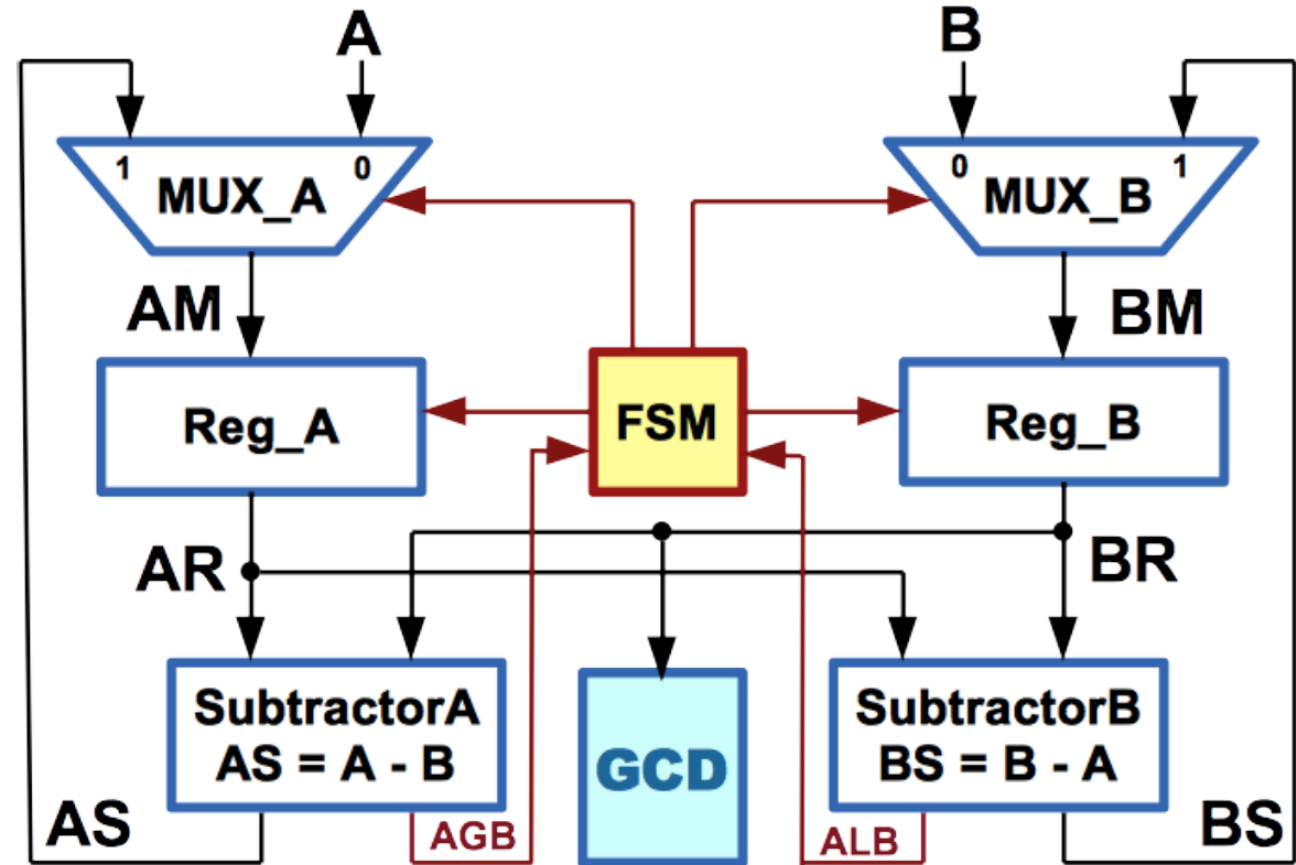 A
B
1
0
MUX_A
0
1
MUX_B
AM
BM
Reg_A
FSM
Reg_B
AR
BR
SubtractorA
AS = A - B
GCD
SubtractorB
BS = B - A
AS
AGB
ALB
BS